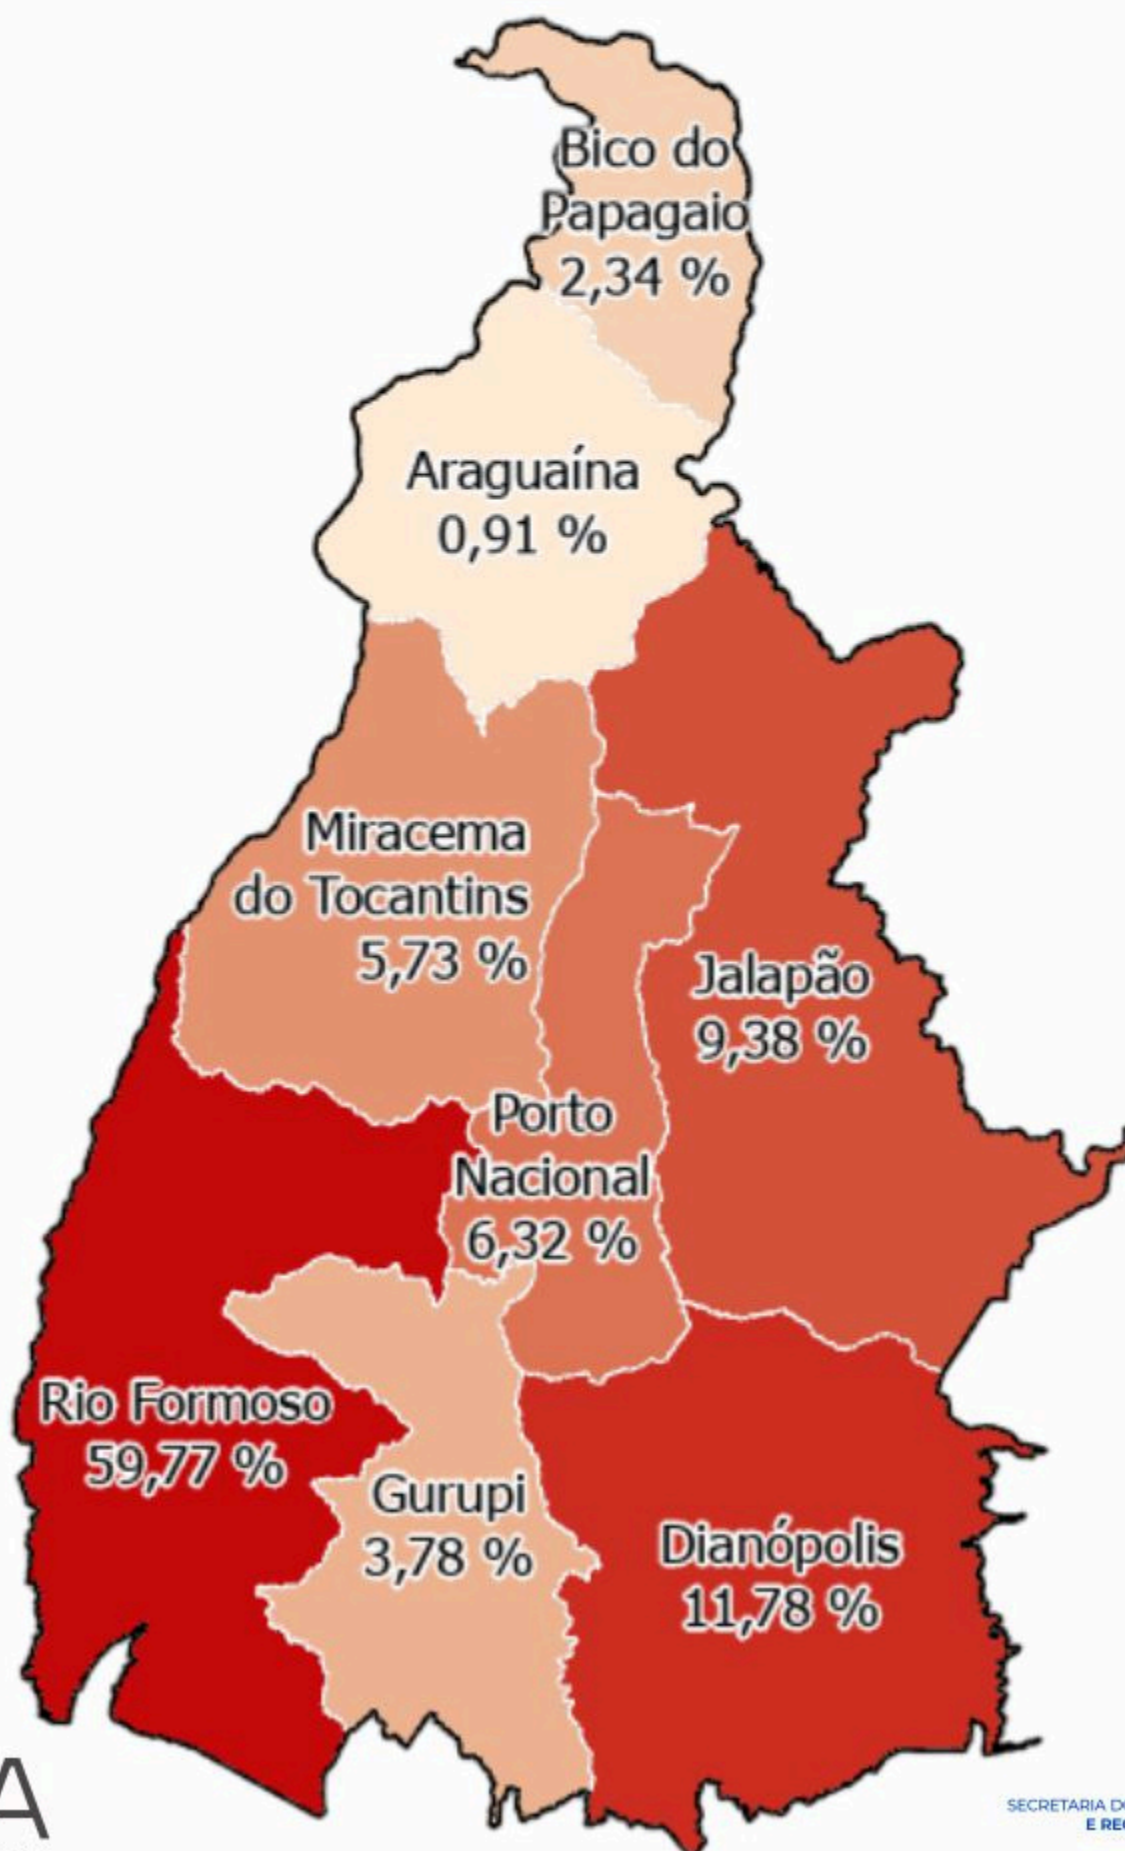 Bico do
Papagaio
2,34 %
Araguaína
0,91 %
Miracema
do Tocantins
5,73 %
Jalapão
9,38 %
Porto
Nacional
6,32 %
Rio Formoso
59,77 %
Gurupi
3,78 %
Dianópolis
11,78 %
A
SECRETARIA
E